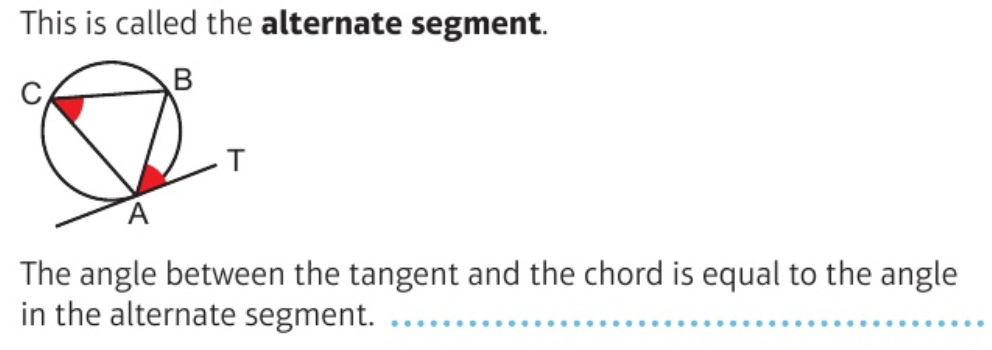 This is called the alternate segment.
C
B
T
A
The angle between the tangent and the chord is equal to the angle
in the alternate segment.